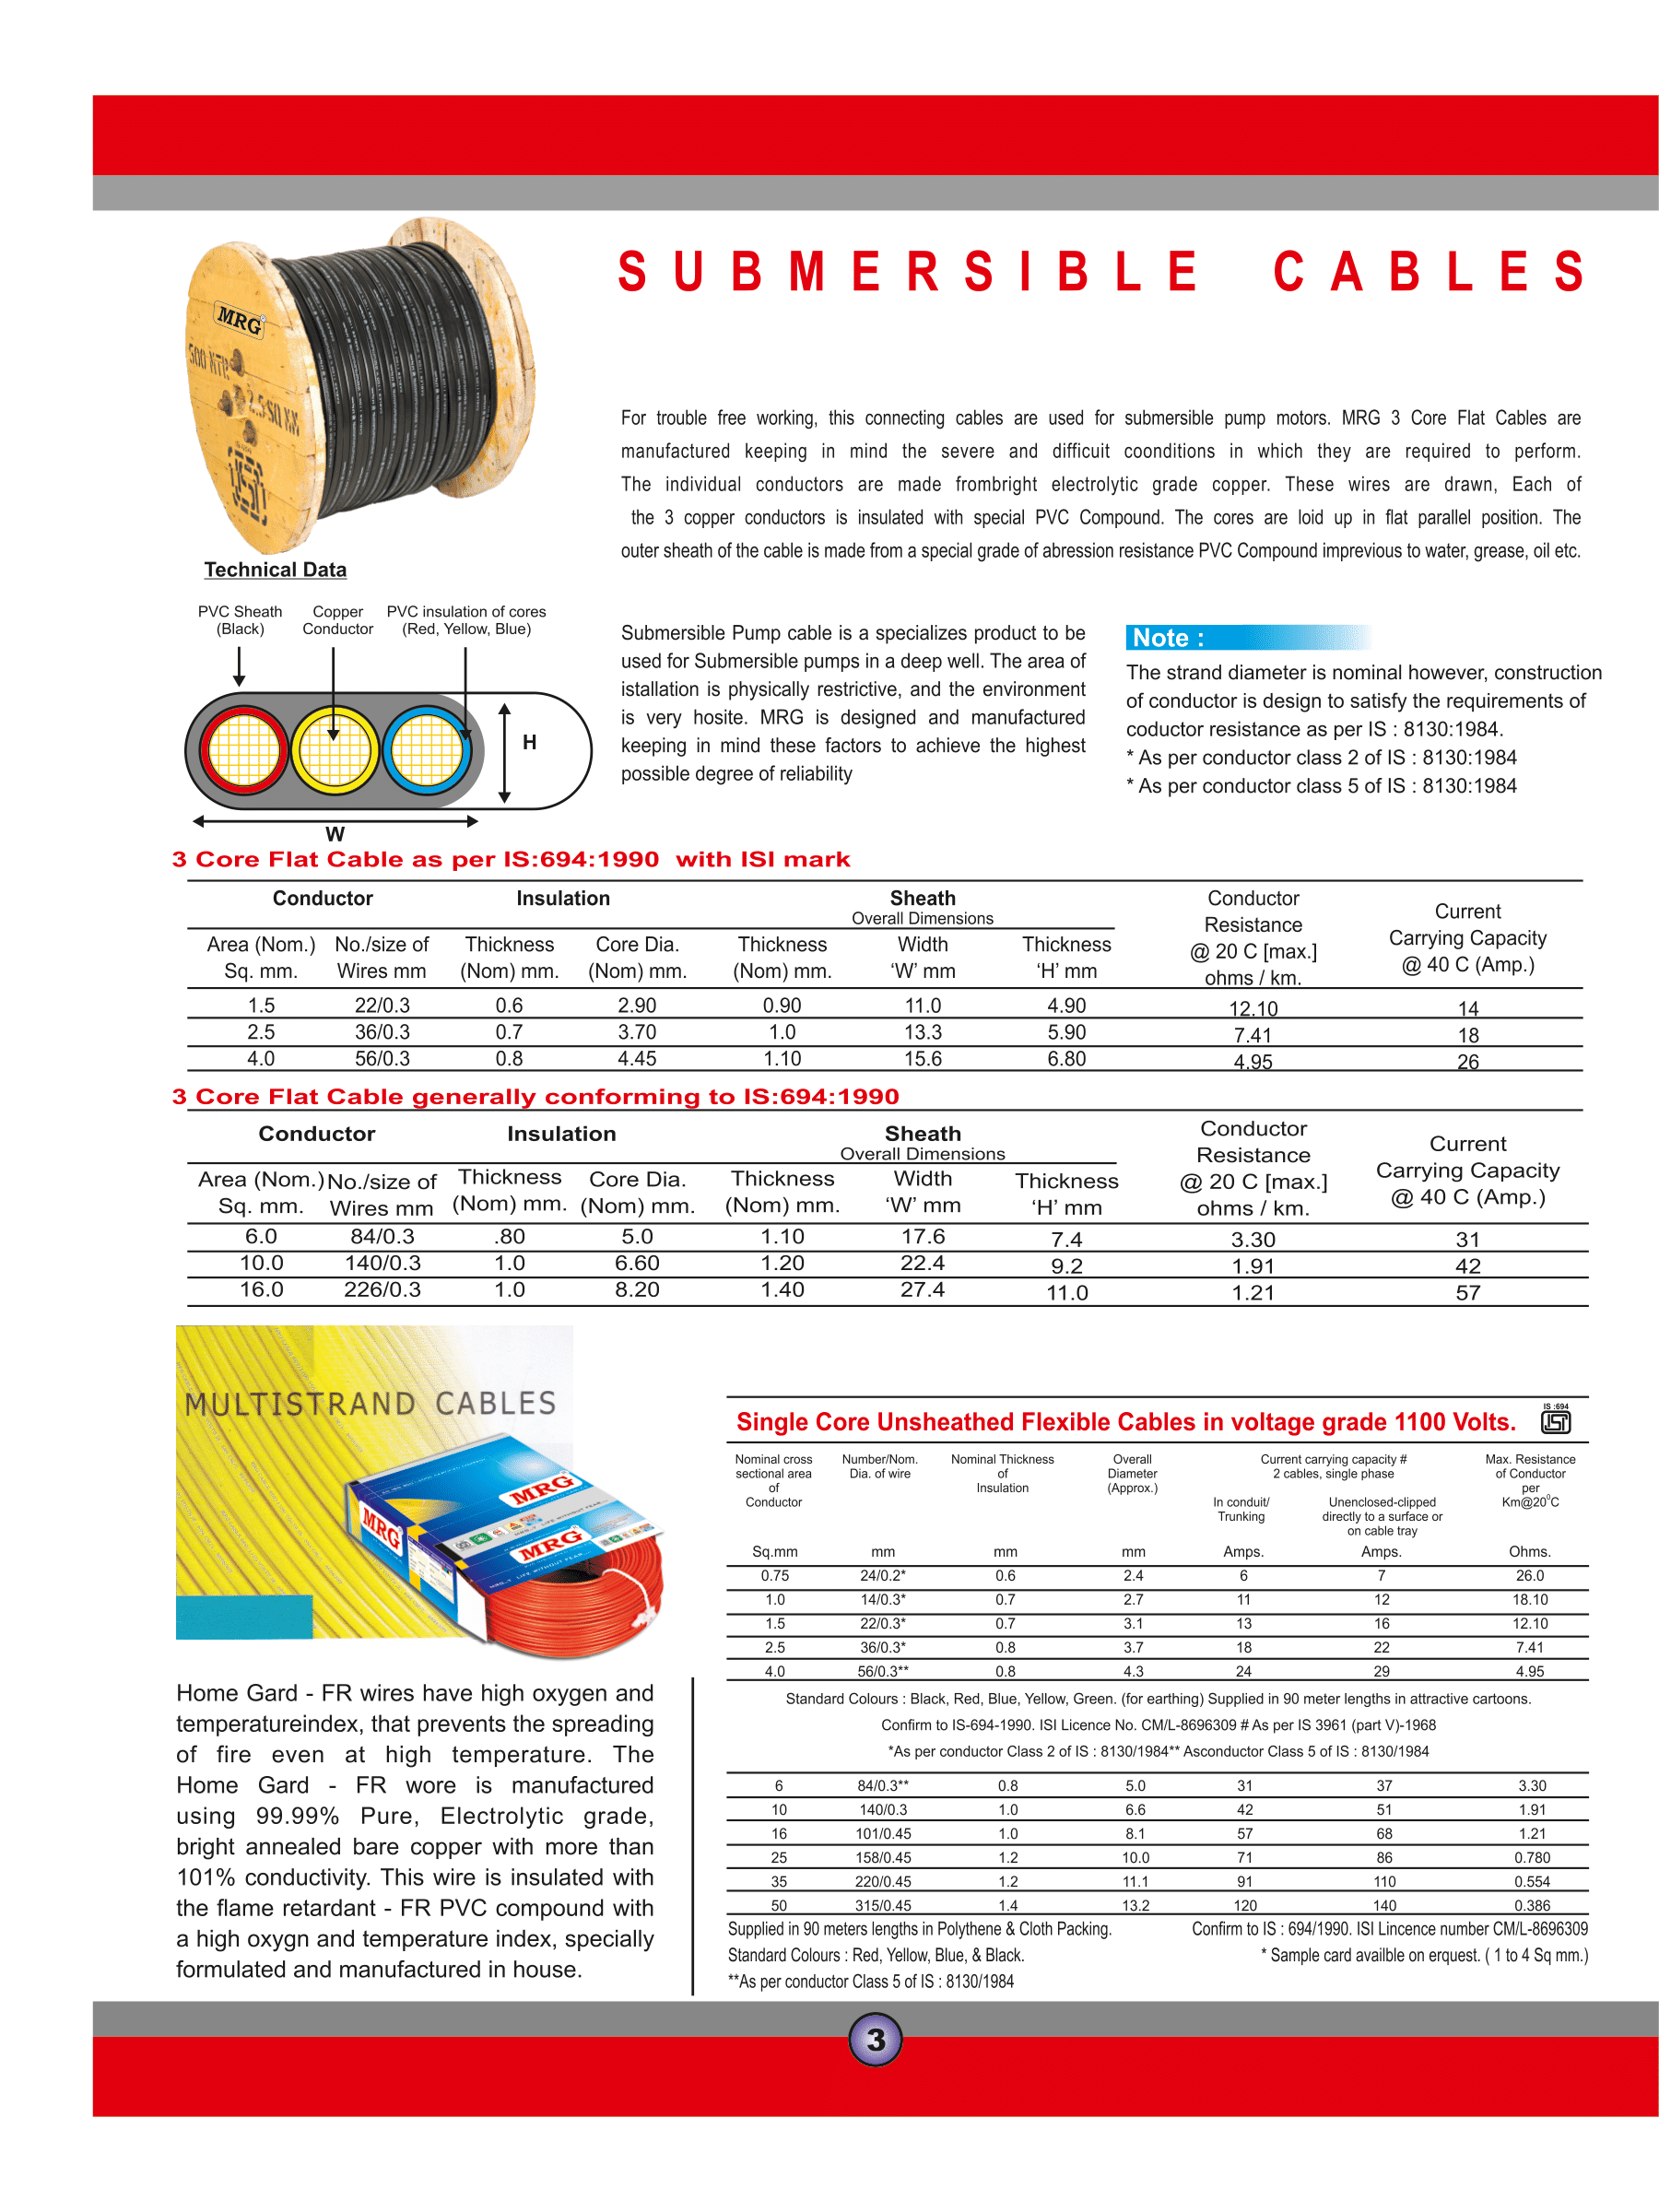 SUBMERSIBLE CABLES
MRG
500 MTR
2.5 SQ
For trouble free working, this connecting cables are used for submersible pump motors. MRG 3 Core Flat Cables are
manufactured keeping in mind the severe and difficuit coonditions in which they are required to perform.
The individual conductors are made frombright electrolytic grade copper. These wires are drawn, Each of
the 3 copper conductors is insulated with special PVC Compound. The cores are loid up in flat parallel position. The
outer sheath of the cable is made from a special grade of abression resistance PVC Compound imprevious to water, grease, oil etc.
Technical Data
PVC Sheath Copper PVC insulation of cores
(Black) Conductor (Red, Yellow, Blue)
H
W
Submersible Pump cable is a specializes product to be
used for Submersible pumps in a deep well. The area of
istallation is physically restrictive, and the environment
is very hosite. MRG is designed and manufactured
keeping in mind these factors to achieve the highest
possible degree of reliability
Note :
The strand diameter is nominal however, construction
of conductor is design to satisfy the requirements of
coductor resistance as per IS : 8130:1984.
* As per conductor class 2 of IS : 8130:1984
* As per conductor class 5 of IS : 8130:1984
3 Core Flat Cable as per IS:694:1990 with ISI mark
Conductor Insulation Sheath Conductor
Overall Dimensions Resistance Current
Area (Nom.) No./size of Thickness Core Dia. Thickness Width Thickness @ 20 C [max.] Carrying Capacity
Sq. mm. Wires mm (Nom) mm. (Nom) mm. (Nom) mm. ‘W’ mm ‘H’ mm ohms / km. @ 40 C (Amp.)
1.5 22/0.3 0.6 2.90 0.90 11.0 4.90 12.10 14
2.5 36/0.3 0.7 3.70 1.0 13.3 5.90 7.41 18
4.0 56/0.3 0.8 4.45 1.10 15.6 6.80 4.95 26
3 Core Flat Cable generally conforming to IS:694:1990
Conductor Insulation Sheath Conductor
Overall Dimensions Resistance Current
Area (Nom.) No./size of Thickness Core Dia. Thickness Width Thickness @ 20 C [max.] Carrying Capacity
Sq. mm. Wires mm (Nom) mm. (Nom) mm. (Nom) mm. ‘W’ mm ‘H’ mm ohms / km. @ 40 C (Amp.)
6.0 84/0.3 .80 5.0 1.10 17.6 7.4 3.30 31
10.0 140/0.3 1.0 6.60 1.20 22.4 9.2 1.91 42
16.0 226/0.3 1.0 8.20 1.40 27.4 11.0 1.21 57
MULTISTRAND CABLES
MRG
MRG
MRG
Home Gard - FR wires have high oxygen and
temperatureindex, that prevents the spreading
of fire even at high temperature. The
Home Gard - FR wore is manufactured
using 99.99% Pure, Electrolytic grade,
bright annealed bare copper with more than
101% conductivity. This wire is insulated with
the flame retardant - FR PVC compound with
a high oxygn and temperature index, specially
formulated and manufactured in house.
Single Core Unsheathed Flexible Cables in voltage grade 1100 Volts.
IS :694
ISI
Nominal cross Number/Nom. Nominal Thickness Overall Current carrying capacity # Max. Resistance
sectional area Dia. of wire of Diameter 2 cables, single phase of Conductor
of Insulation (Approx.) per
Conductor In conduit/ Unenclosed-clipped Km@20⁰C
Trunking directly to a surface or
on cable tray
Sq.mm mm mm mm Amps. Amps. Ohms.
0.75 24/0.2* 0.6 2.4 6 7 26.0
1.0 14/0.3* 0.7 2.7 11 12 18.10
1.5 22/0.3* 0.7 3.1 13 16 12.10
2.5 36/0.3* 0.8 3.7 18 22 7.41
4.0 56/0.3** 0.8 4.3 24 29 4.95
Standard Colours : Black, Red, Blue, Yellow, Green. (for earthing) Supplied in 90 meter lengths in attractive cartoons.
Confirm to IS-694-1990. ISI Licence No. CM/L-8696309 # As per IS 3961 (part V)-1968
*As per conductor Class 2 of IS : 8130/1984** Asconductor Class 5 of IS : 8130/1984
6 84/0.3** 0.8 5.0 31 37 3.30
10 140/0.3 1.0 6.6 42 51 1.91
16 101/0.45 1.0 8.1 57 68 1.21
25 158/0.45 1.2 10.0 71 86 0.780
35 220/0.45 1.2 11.1 91 110 0.554
50 315/0.45 1.4 13.2 120 140 0.386
Supplied in 90 meters lengths in Polythene & Cloth Packing. Confirm to IS : 694/1990. ISI Lincence number CM/L-8696309
Standard Colours : Red, Yellow, Blue, & Black. * Sample card availble on erquest. ( 1 to 4 Sq mm.)
**As per conductor Class 5 of IS : 8130/1984
3